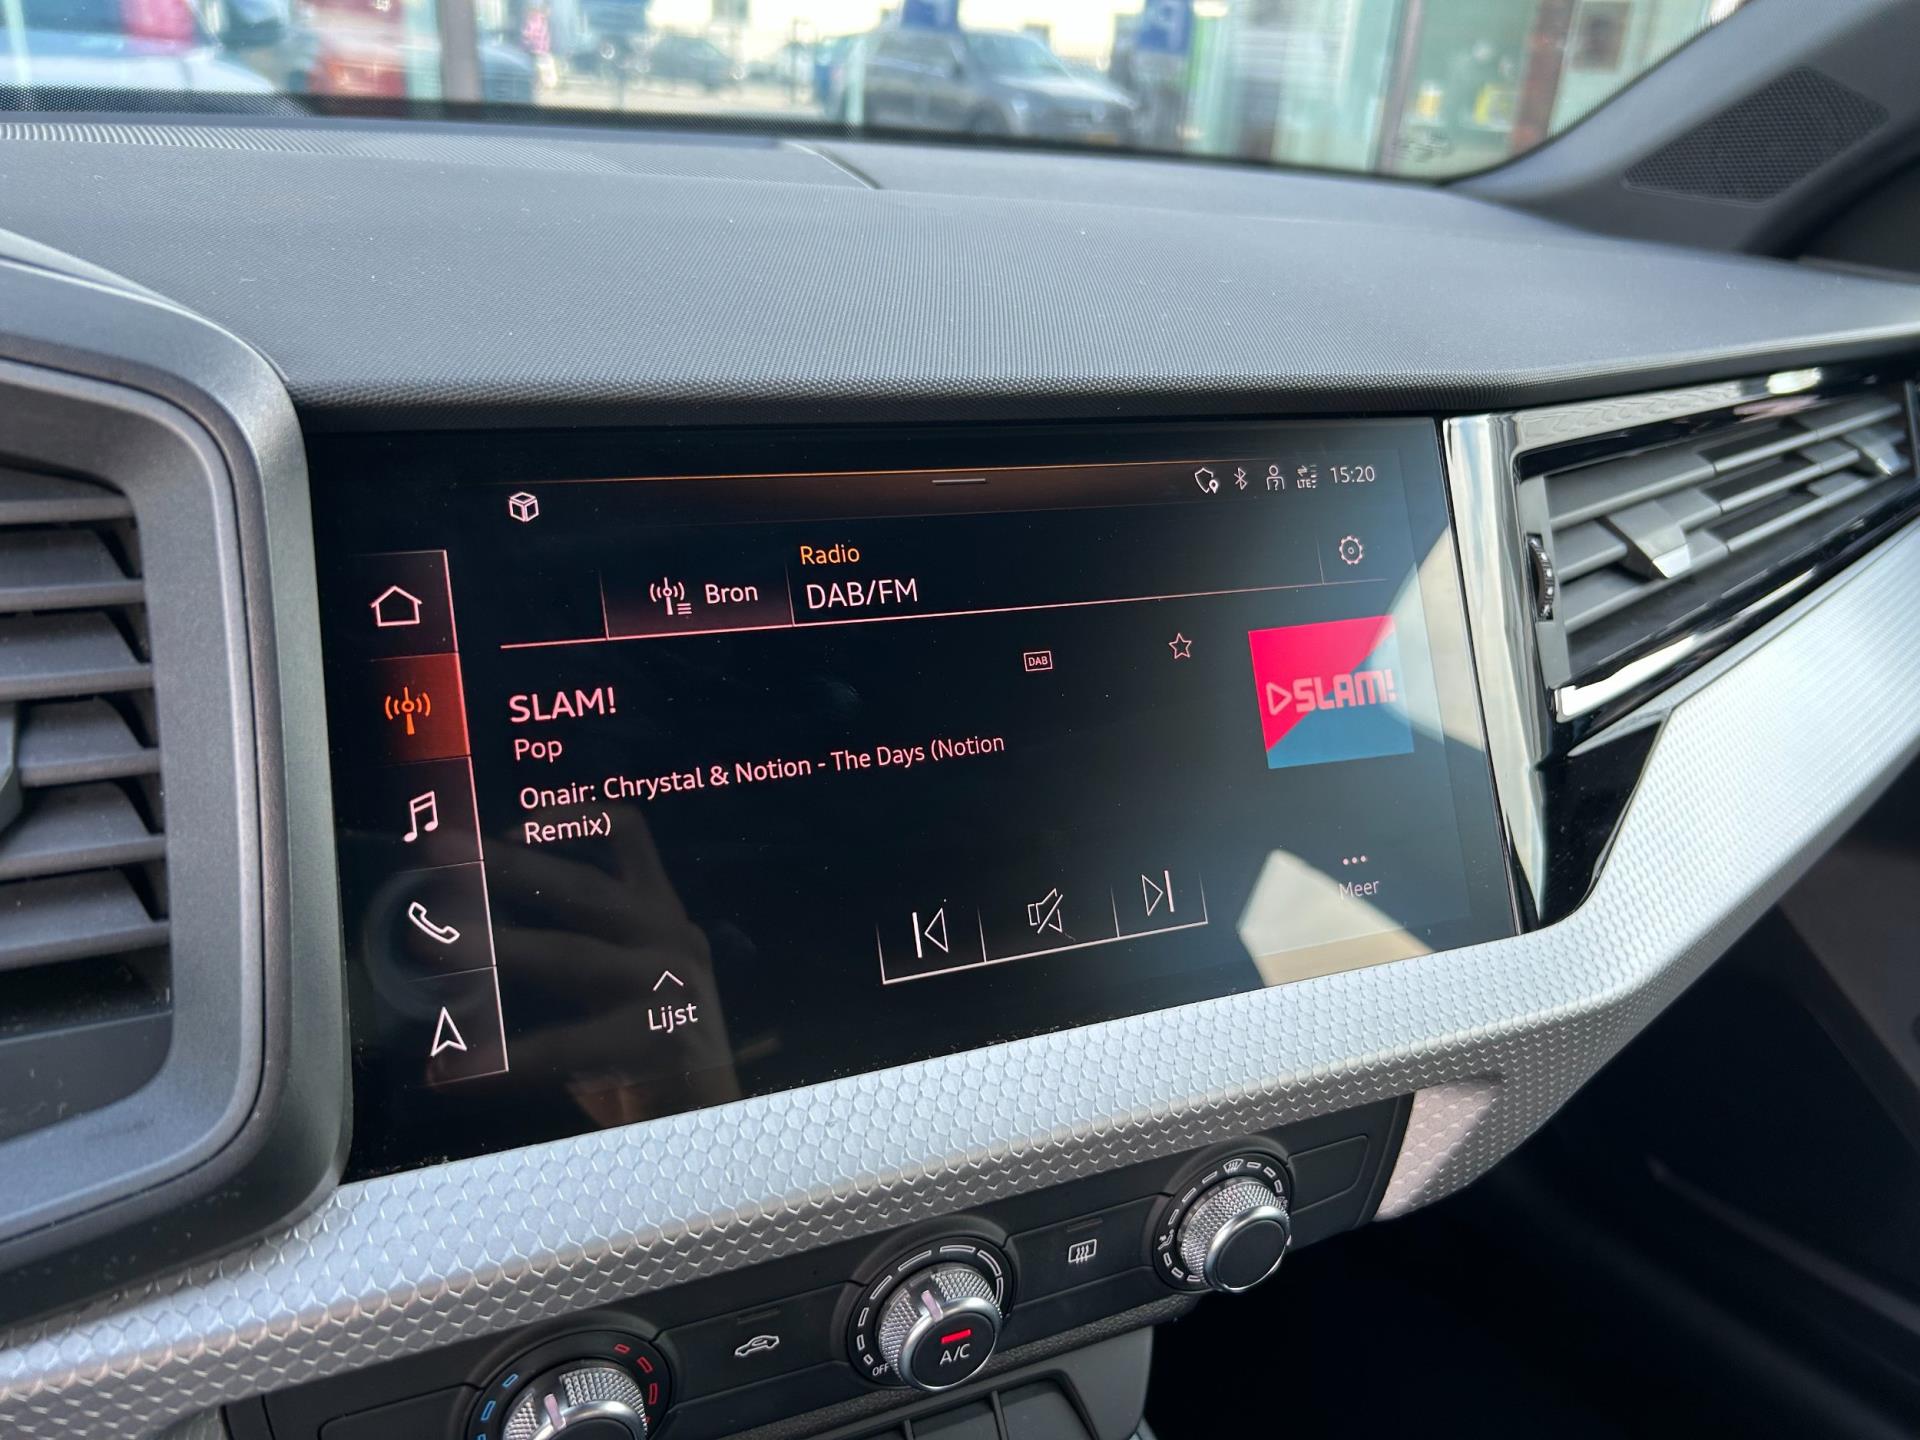 LTE
15:20
Radio
Bron
DAB/FM
DAB
SLAM!
SLAM!
Pop
Onair: Chrystal & Notion - The Days (Notion
Remix)
Meer
Lijst
OFF
A/C